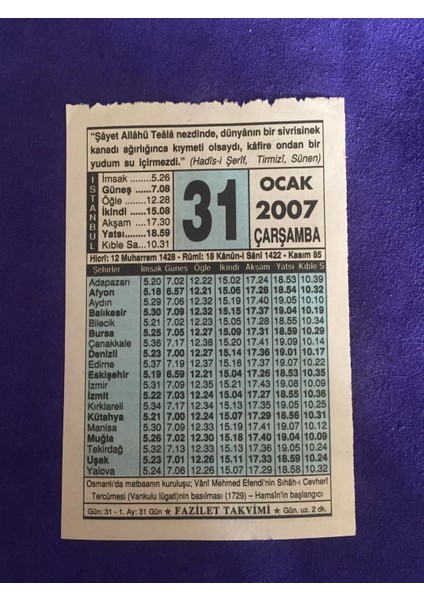 “Şâyet Allâhü Teâlâ nezdinde, dünyânın bir sivrisinek
kanadı ağırlığınca kıymeti olsaydı, kâfire ondan bir
yudum su içirmezdi.” (Hadîs-i Şerîf, Tirmizî, Sünen)
İSTANBUL
İmsak ........5.26
Güneş ......7.08
Öğle ........12.28
İkindi .....15.08
Akşam ....17.30
Yatsı.......18.59
Kıble Sa...10.31
31
OCAK
2007
ÇARŞAMBA
Hicrî: 12 Muharrem 1428 - Rûmî: 18 Kânûn-i Sânî 1422 - Kasım 85
Şehirler İmsak Güneş Öğle İkindi Akşam Yatsı Kıble S
Adapazarı 5.20 7.02 12.22 15.02 17.24 18.53 10.39
Afyon 5.18 6.57 12.21 15.06 17.28 18.54 10.32
Aydın 5.29 7.06 12.32 15.19 17.40 19.05 10.10
Balıkesir 5.30 7.09 12.32 15.15 17.37 19.04 10.19
Bilecik 5.21 7.02 12.23 15.05 17.28 18.55 10.34
Bursa 5.25 7.05 12.27 15.09 17.31 18.59 10.29
Çanakkale 5.36 7.17 12.38 15.20 17.41 19.09 10.14
Denizli 5.23 7.00 12.27 15.14 17.36 19.01 10.17
Edirne 5.37 7.19 12.37 15.16 17.37 19.07 10.22
Eskişehir 5.19 6.59 12.21 15.04 17.26 18.53 10.35
İzmir 5.31 7.09 12.35 15.21 17.43 19.08 10.09
İzmit 5.22 7.03 12.24 15.04 17.27 18.55 10.36
Kırklareli 5.34 7.17 12.34 15.13 17.35 19.05 10.25
Kütahya 5.21 7.00 12.24 15.07 17.29 18.56 10.31
Manisa 5.30 7.09 12.33 15.19 17.41 19.07 10.12
Muğla 5.26 7.02 12.30 15.18 17.40 19.04 10.09
Tekirdağ 5.32 7.13 12.33 15.13 17.36 19.05 10.24
Uşak 5.23 7.01 12.26 15.11 17.33 18.59 10.24
Yalova 5.24 7.06 12.26 15.07 17.29 18.58 10.32
Osmanlı'da matbaanın kuruluşu; Vânî Mehmed Efendi'nin Sıhâh-ı Cevherî
Tercümesi (Vankulu lügati)nin basılması (1729) – Hamsîn'in başlangıcı
Gün: 31 - 1. Ay: 31 Gün ★ FAZİLET TAKVİMİ ★ Gün. uz. 2 dk.